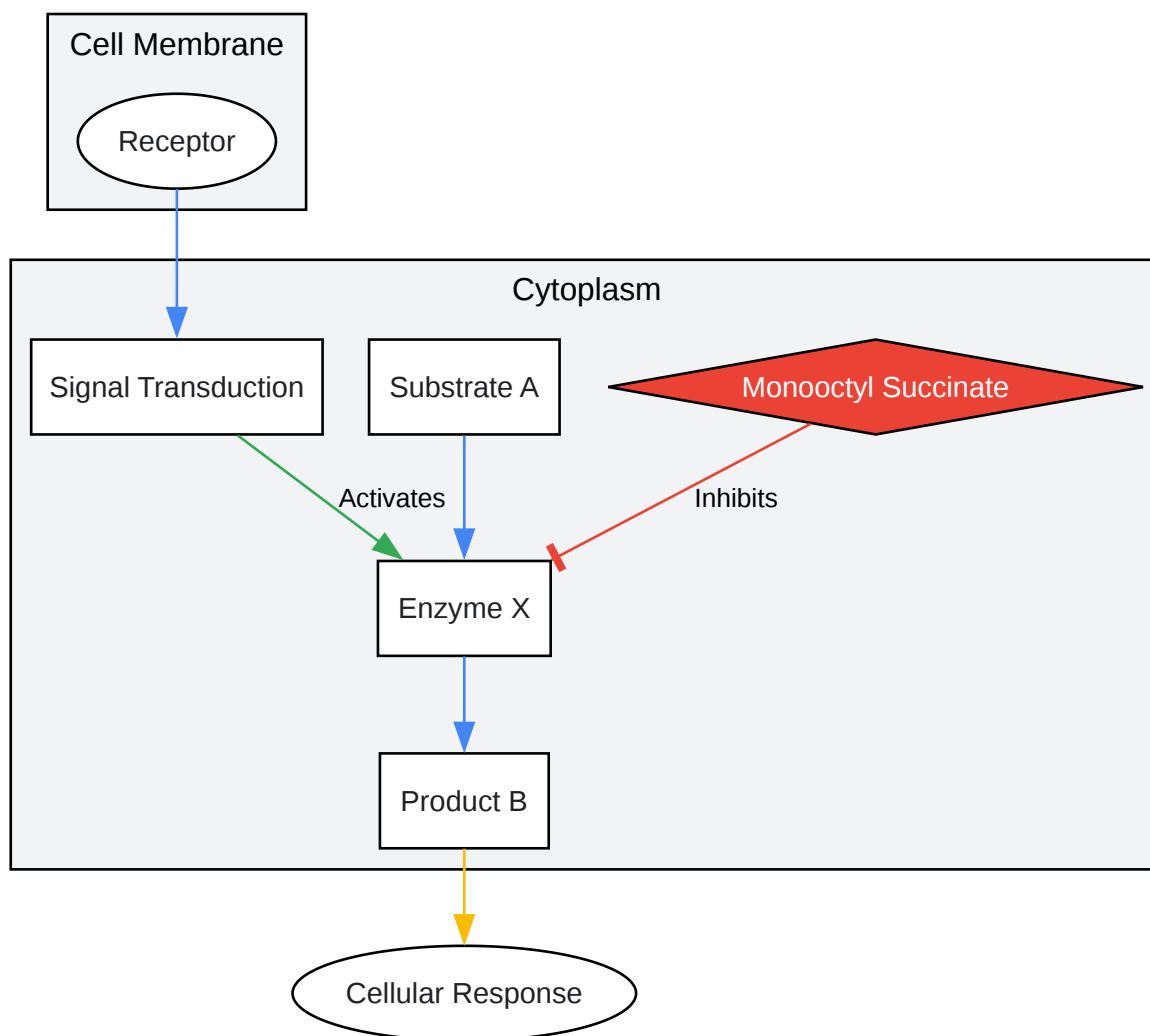 Cell Membrane
Receptor
Cytoplasm
Signal Transduction
Substrate A
Monooctyl Succinate
Activates
Inhibits
Enzyme X
Product B
Cellular Response